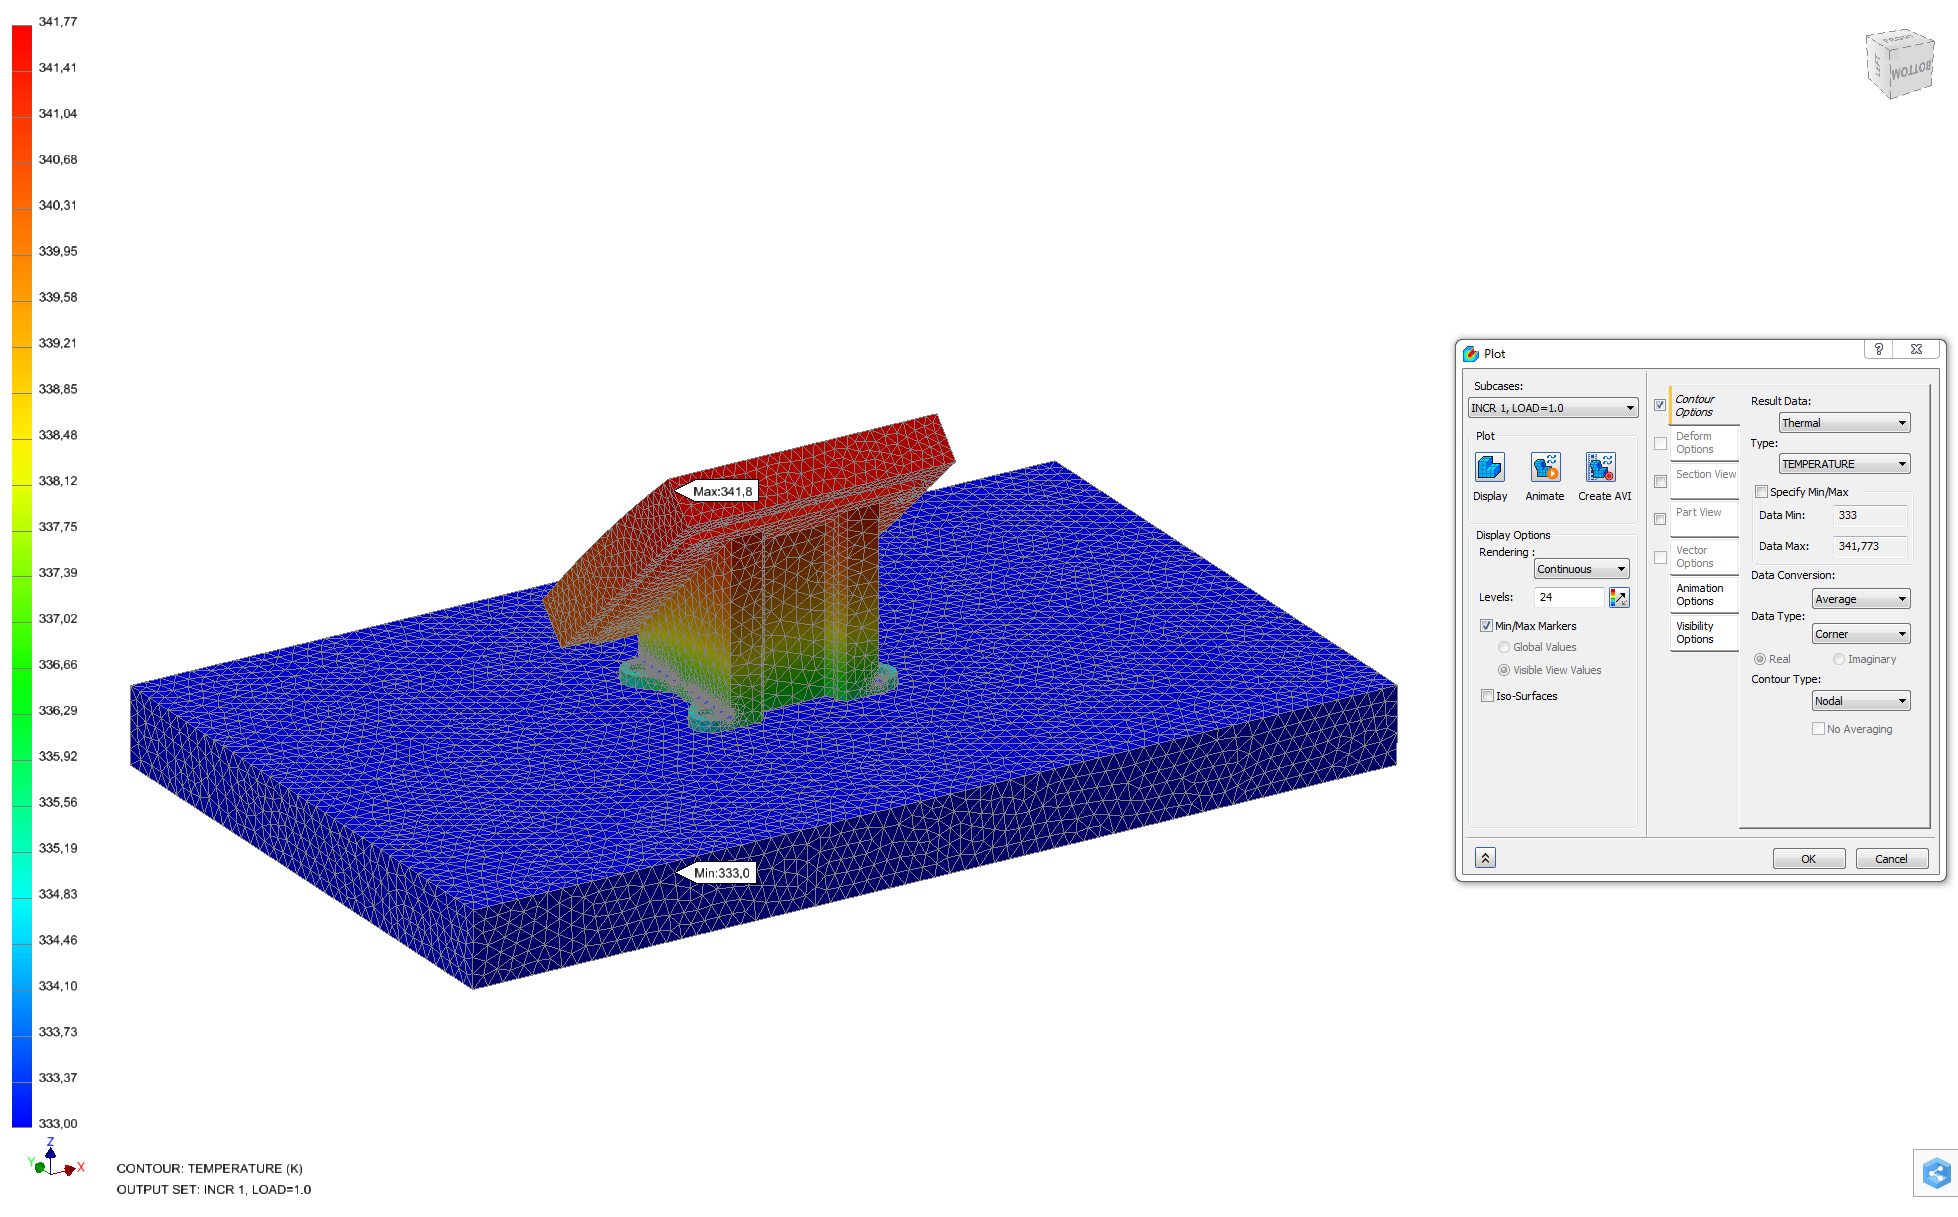 341,77
341,41
341,04
340,68
340,31
339,95
339,58
339,21
338,85
338,48
338,12
337,75
337,39
337,02
336,66
336,29
335,92
335,56
335,19
334,83
334,46
334,10
333,73
333,37
333,00
Z
Y
X
CONTOUR: TEMPERATURE (K)
OUTPUT SET: INCR 1, LOAD=1.0
Max:341,8
Min:333,0
FRONT
LEFT
BOTTOM
Plot
?
Subcases:
INCR 1, LOAD=1.0
Plot
Display
Animate
Create AVI
Display Options
Rendering :
Continuous
Levels:
24
Min/Max Markers
Global Values
Visible View Values
Iso-Surfaces
Contour
Options
Deform
Options
Section View
Part View
Vector
Options
Animation
Options
Visibility
Options
Result Data:
Thermal
Type:
TEMPERATURE
Specify Min/Max
Data Min:
333
Data Max:
341,773
Data Conversion:
Average
Data Type:
Corner
Real
Imaginary
Contour Type:
Nodal
No Averaging
OK
Cancel